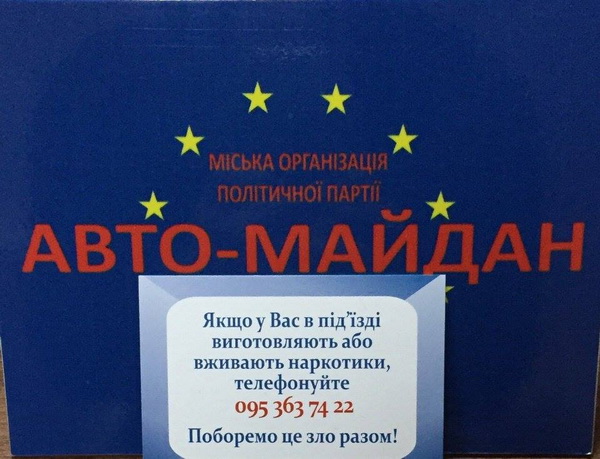 МІСЬКА ОРГАНІЗАЦІЯ
ПОЛІТИЧНОЇ ПАРТІЇ
АВТО-МАЙДАН
Якщо у Вас в під’їзді
виготовляють або
вживають наркотики,
телефонуйте
095 363 74 22
Поборемо це зло разом!